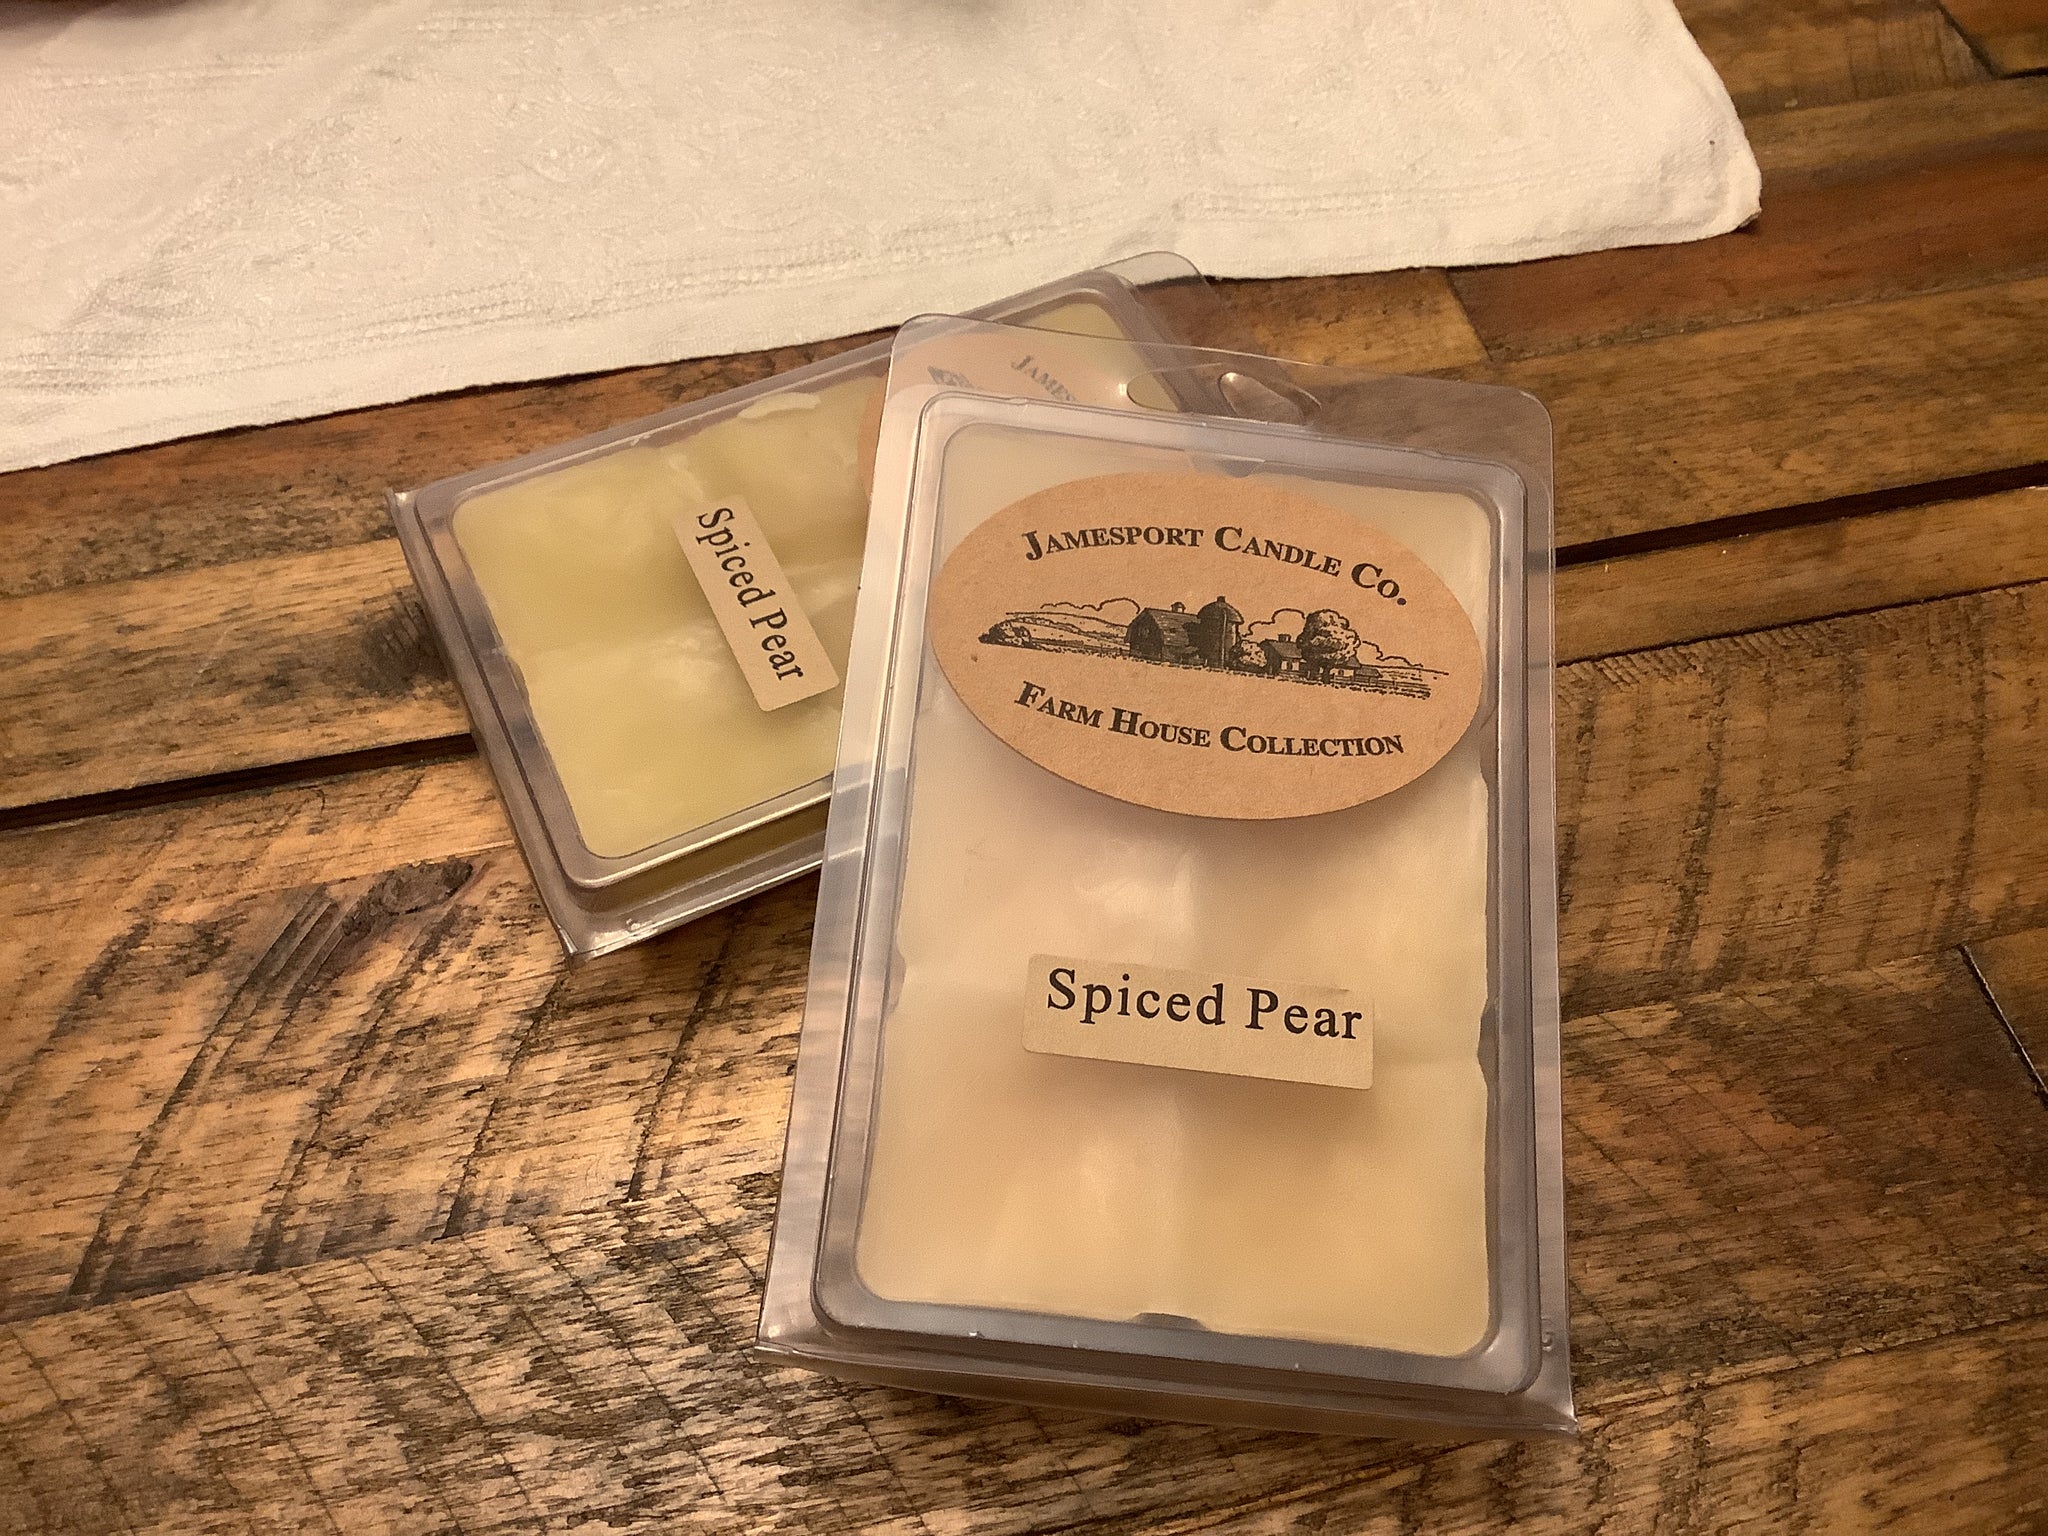 JAMESPORT CANDLE CO.
FARM HOUSE COLLECTION
Spiced Pear
Spiced Pear